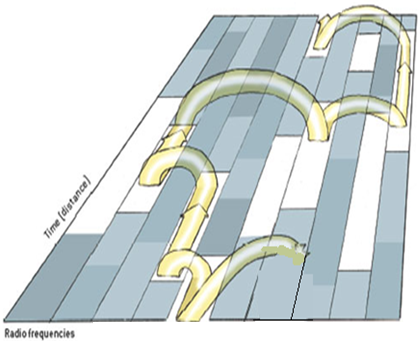 Time (distance)
Radio frequencies